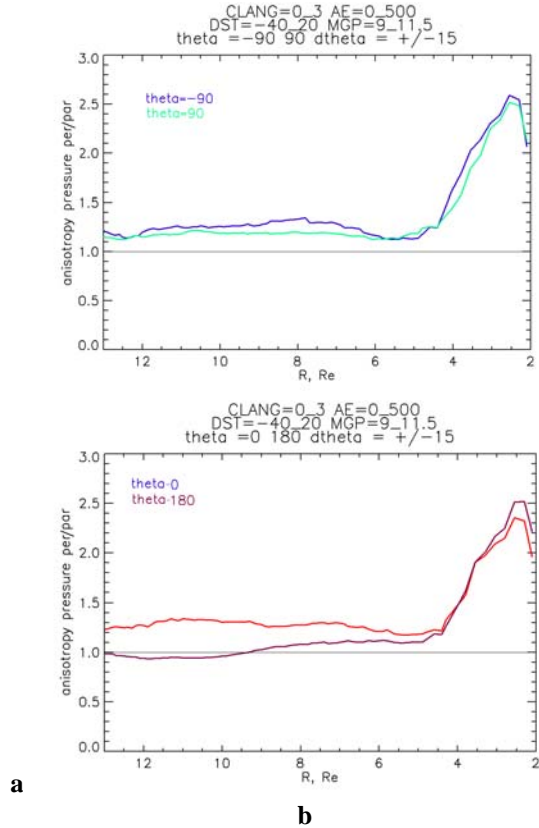 CLANG=0_3 AE=0_500
DST=−40_20 MGP=9_11.5
theta =−90 90 dtheta = +/−15
3.0
theta=−90
theta=90
2.5
2.0
1.5
1.0
0.5
0.0
anisotropy pressure per/par
12 10 8 6 4 2
R, Re
CLANG=0_3 AE=0_500
DST=−40_20 MGP=9_11.5
theta =0 180 dtheta = +/−15
3.0
theta-0
theta-180
2.5
2.0
1.5
1.0
0.5
0.0
anisotropy pressure per/par
12 10 8 6 4 2
R, Re
a
b